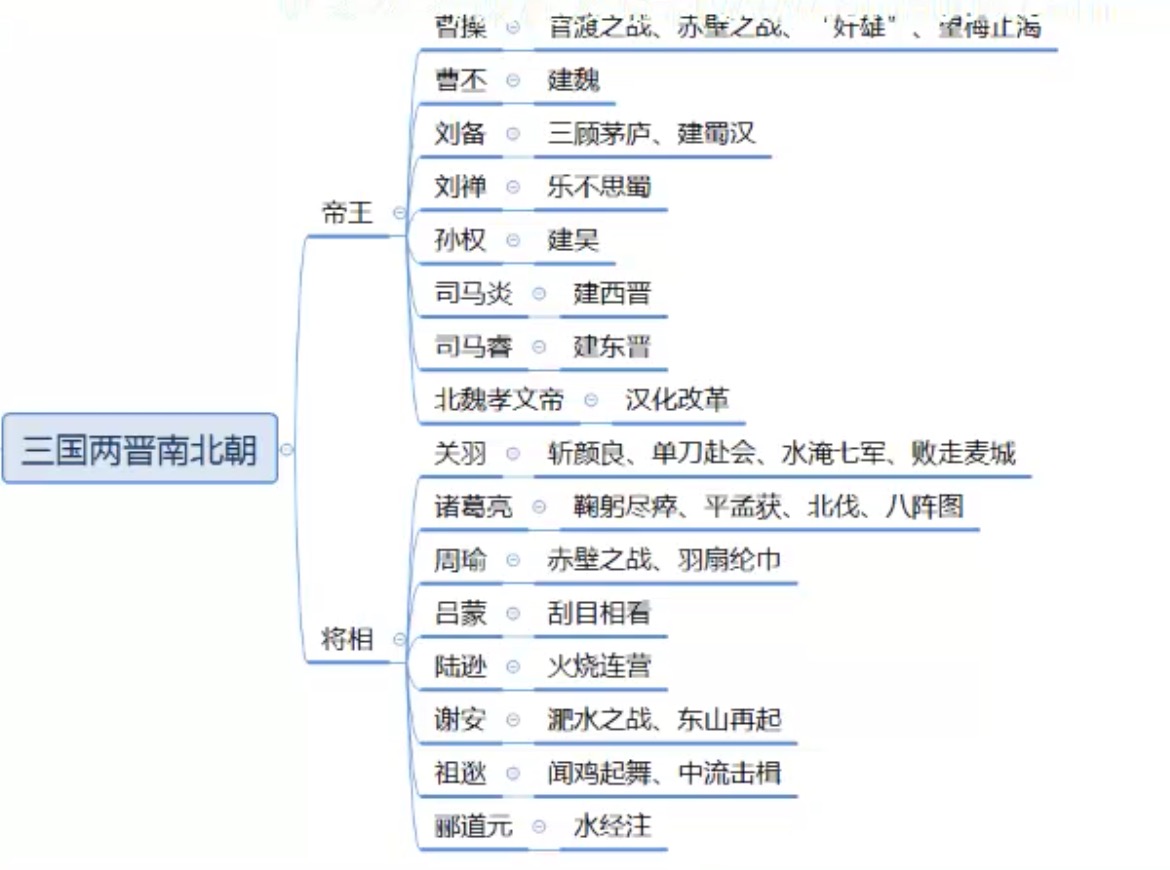 三国两晋南北朝
帝王
曹操 官渡之战、赤壁之战、“奸雄”、望梅止渴
曹丕 建魏
刘备 三顾茅庐、建蜀汉
刘禅 乐不思蜀
孙权 建吴
司马炎 建西晋
司马睿 建东晋
北魏孝文帝 汉化改革
将相
关羽 斩颜良、单刀赴会、水淹七军、败走麦城
诸葛亮 鞠躬尽瘁、平孟获、北伐、八阵图
周瑜 赤壁之战、羽扇纶巾
吕蒙 刮目相看
陆逊 火烧连营
谢安 淝水之战、东山再起
祖逖 闻鸡起舞、中流击楫
郦道元 水经注